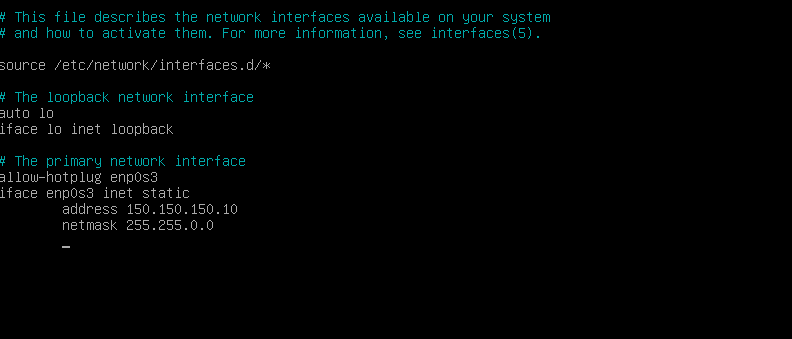 # This file describes the network interfaces available on your system
# and how to activate them. For more information, see interfaces(5).
source /etc/network/interfaces.d/*
# The loopback network interface
auto lo
iface lo inet loopback
# The primary network interface
allow-hotplug enp0s3
iface enp0s3 inet static
address 150.150.150.10
netmask 255.255.0.0